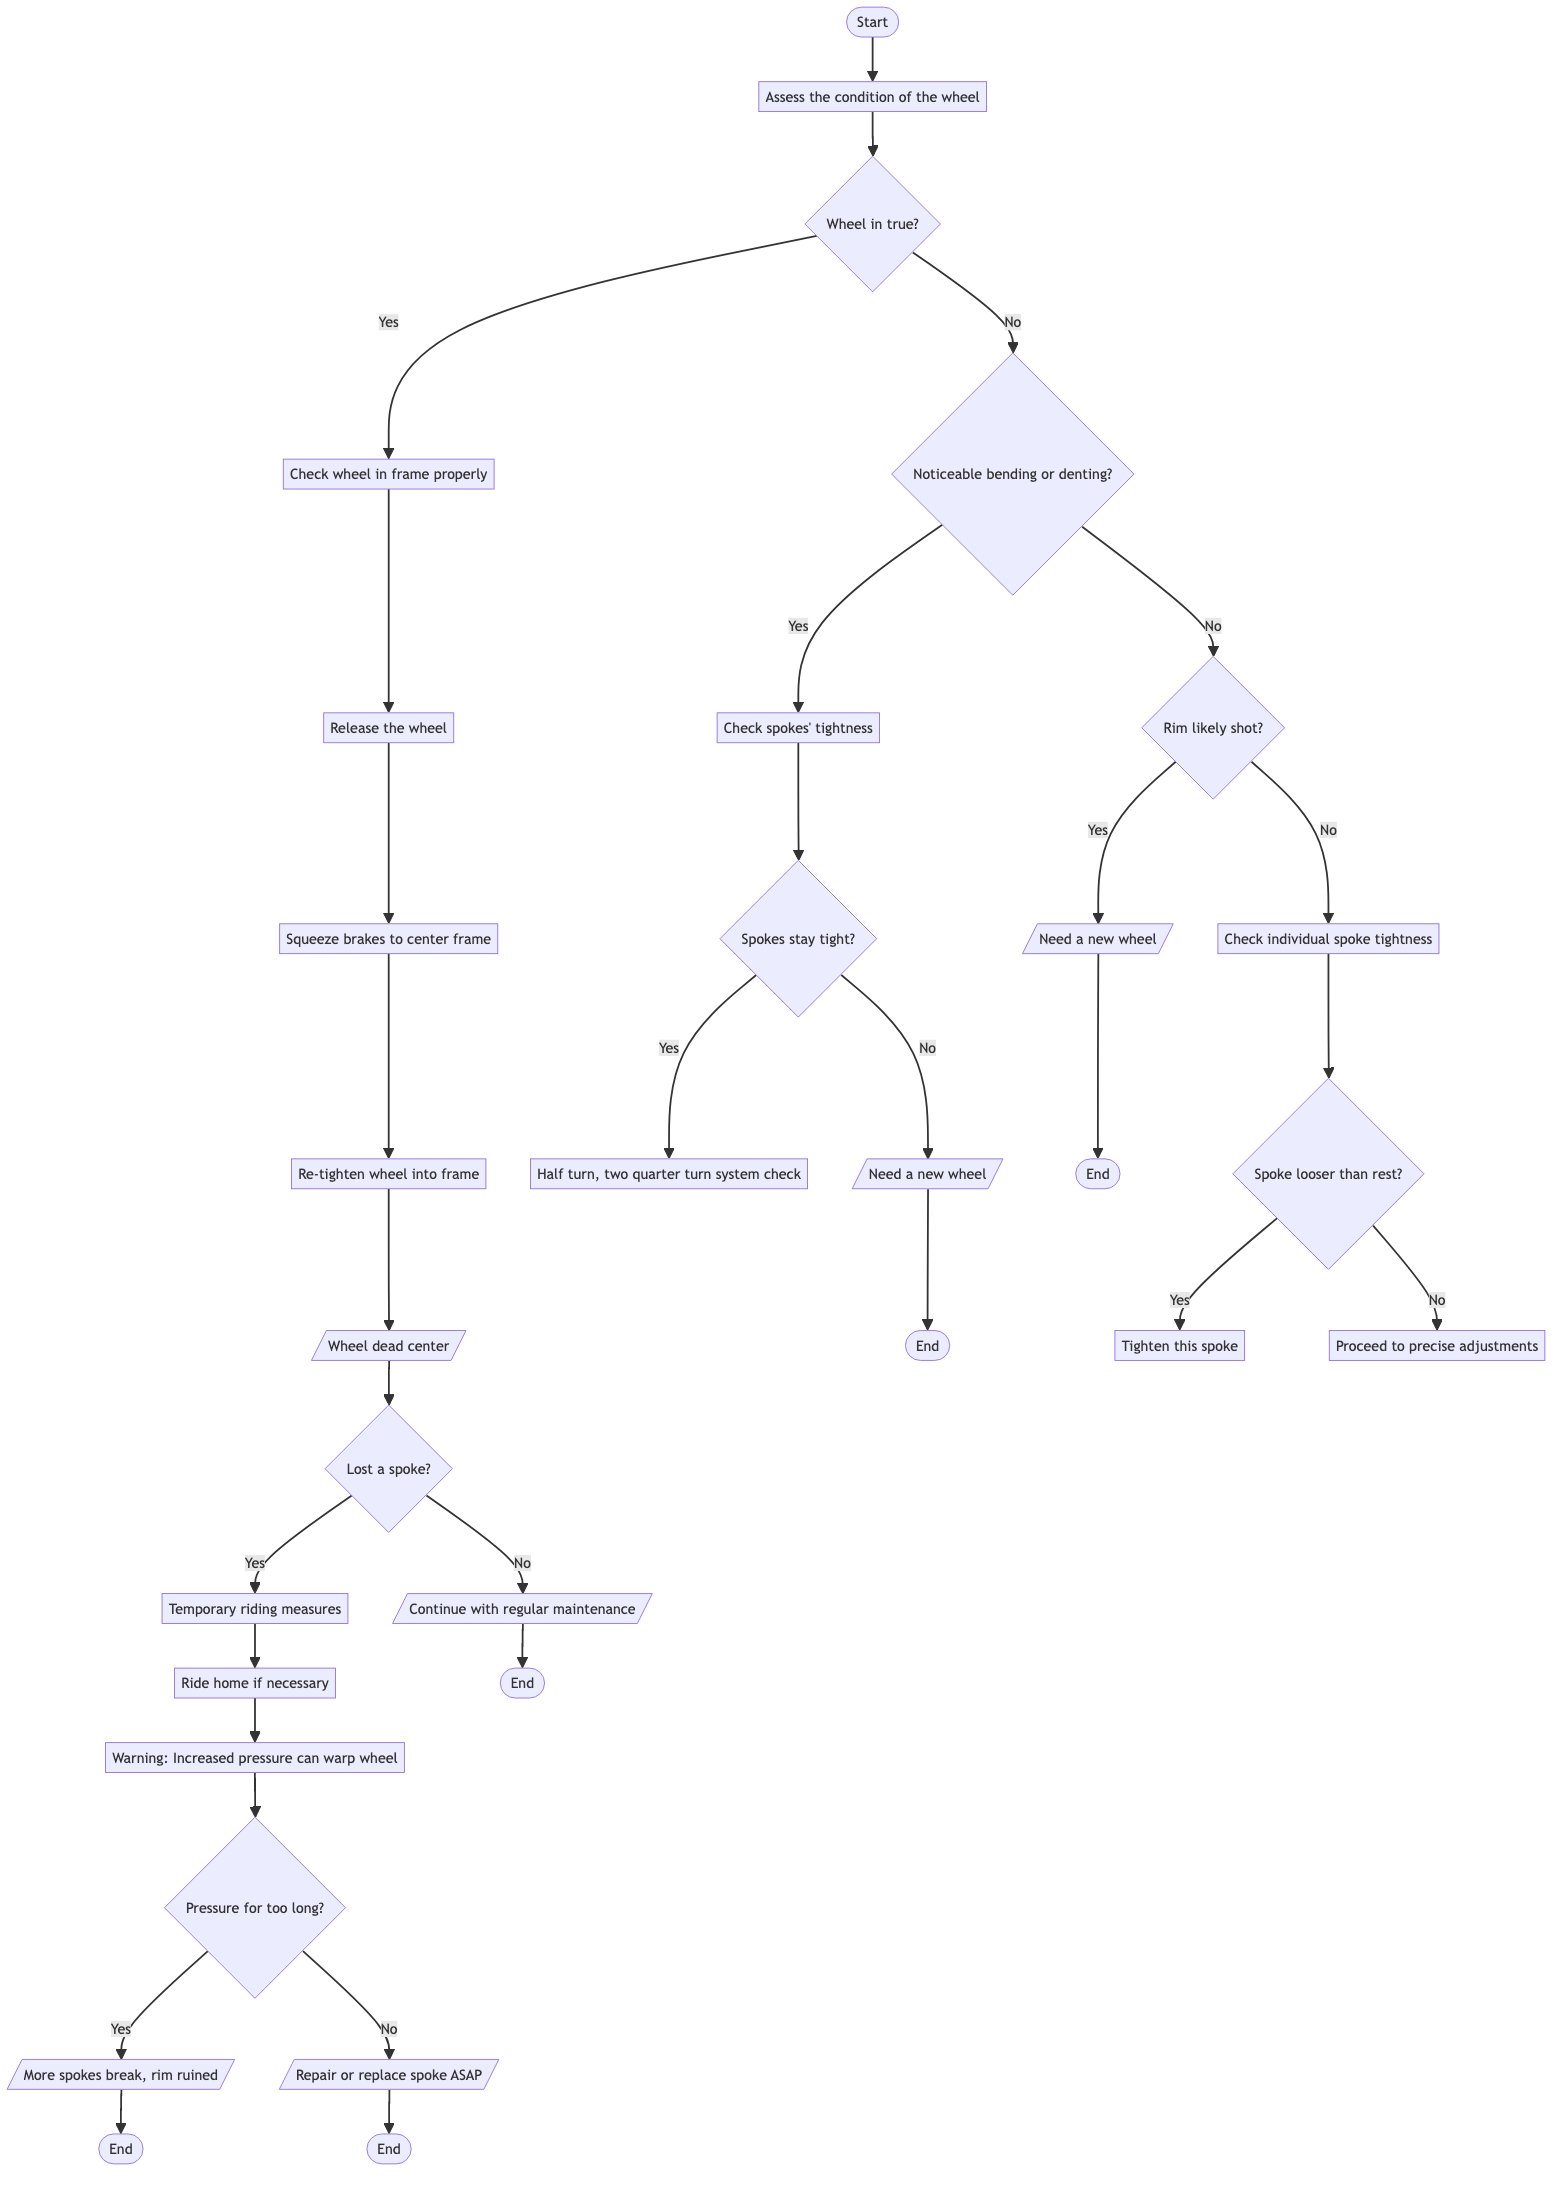 Start
Assess the condition of the wheel
Wheel in true?
Yes
No
Check wheel in frame properly
Noticeable bending or denting?
Yes
No
Release the wheel
Check spokes' tightness
Rim likely shot?
Yes
No
Squeeze brakes to center frame
Spokes stay tight?
Need a new wheel
Check individual spoke tightness
Yes
No
Re-tighten wheel into frame
Half turn, two quarter turn system check
Need a new wheel
End
Spoke looser than rest?
Yes
No
Wheel dead center
End
Tighten this spoke
Proceed to precise adjustments
Lost a spoke?
Yes
No
Temporary riding measures
Continue with regular maintenance
Ride home if necessary
End
Warning: Increased pressure can warp wheel
Pressure for too long?
Yes
No
More spokes break, rim ruined
Repair or replace spoke ASAP
End
End